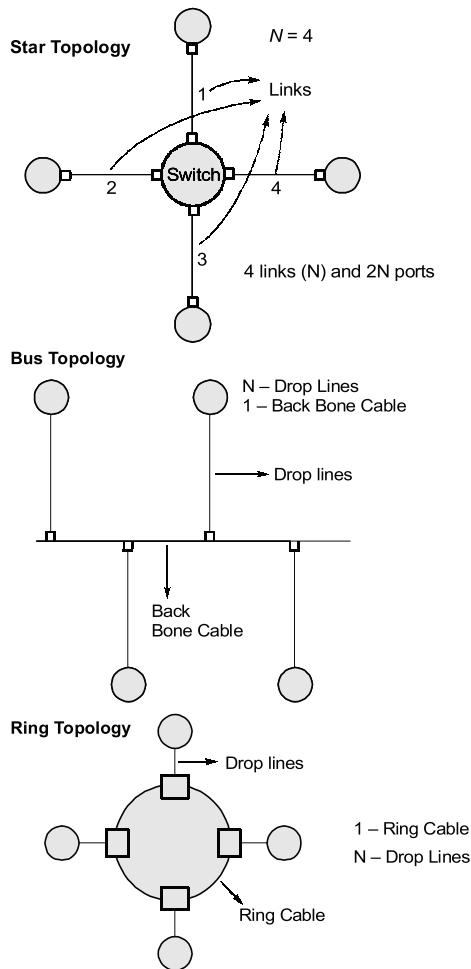 N = 4
Star Topology
1
Links
Switch
2
4
3
4 links (N) and 2N ports
Bus Topology
N – Drop Lines
1 – Back Bone Cable
Drop lines
Back
Bone Cable
Ring Topology
Drop lines
1 – Ring Cable
N – Drop Lines
Ring Cable